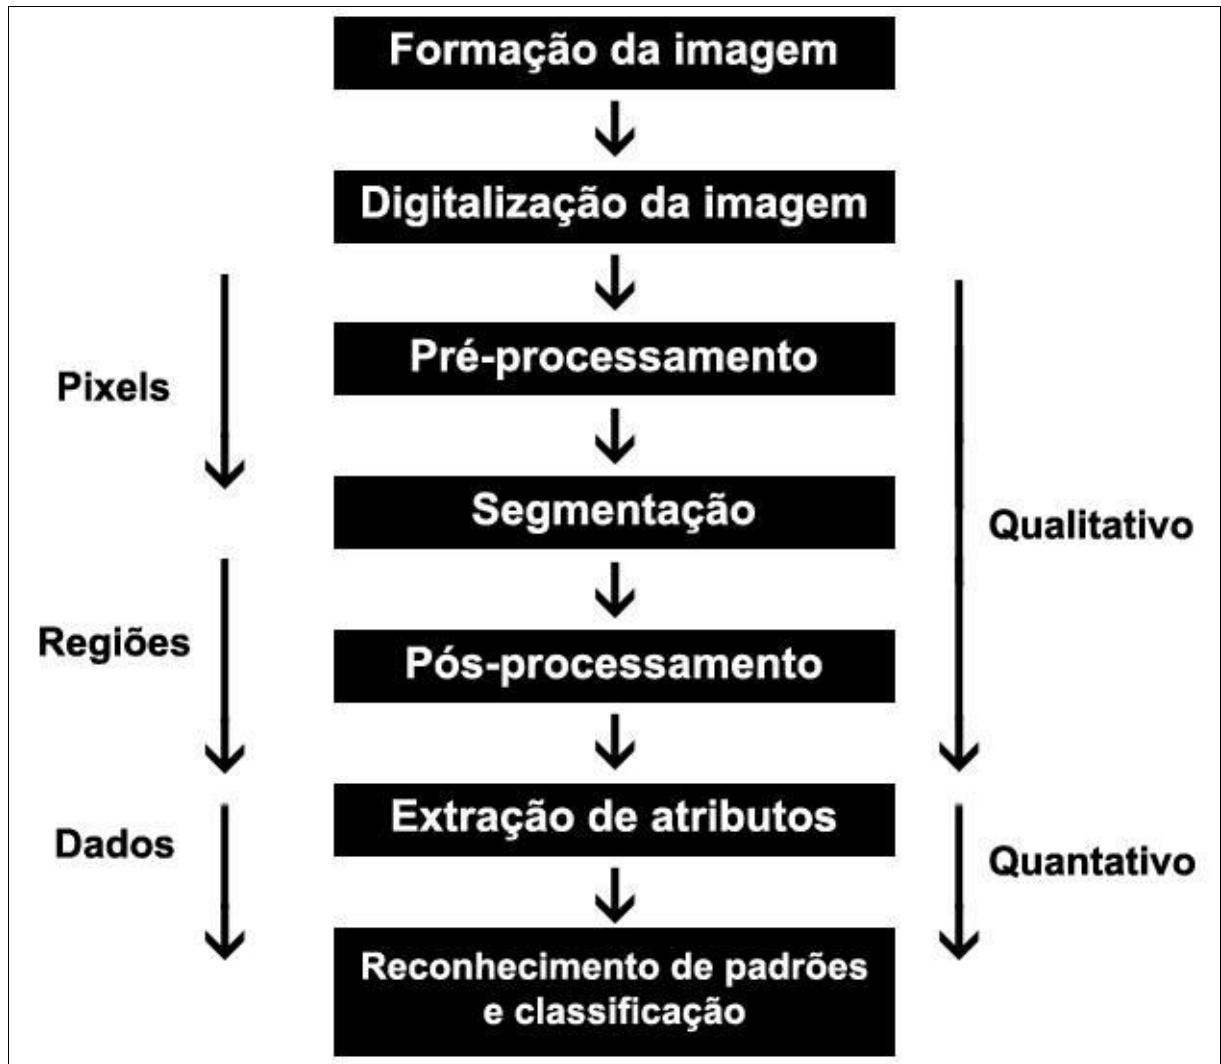 Formação da imagem
Digitalização da imagem
Pré-processamento
Pixels
Segmentação
Qualitativo
Regiões
Pós-processamento
Extração de atributos
Dados
Quantativo
Reconhecimento de padrões
e classificação